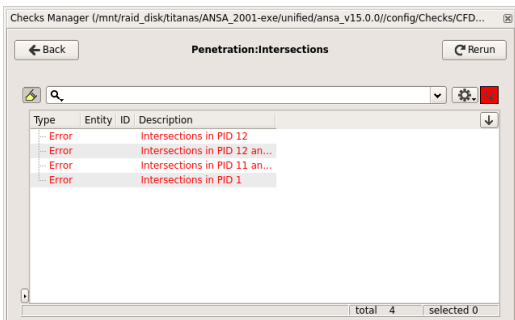 Checks Manager (/mnt/raid_disk/titanas/ANSA_2001-exe/unified/ansa_v15.0.0//config/Checks/CFD...
Back Penetration:Intersections Rerun
Type Entity ID Description
Error Intersections in PID 12
Error Intersections in PID 12 an...
Error Intersections in PID 11 an...
Error Intersections in PID 1
total 4 selected 0